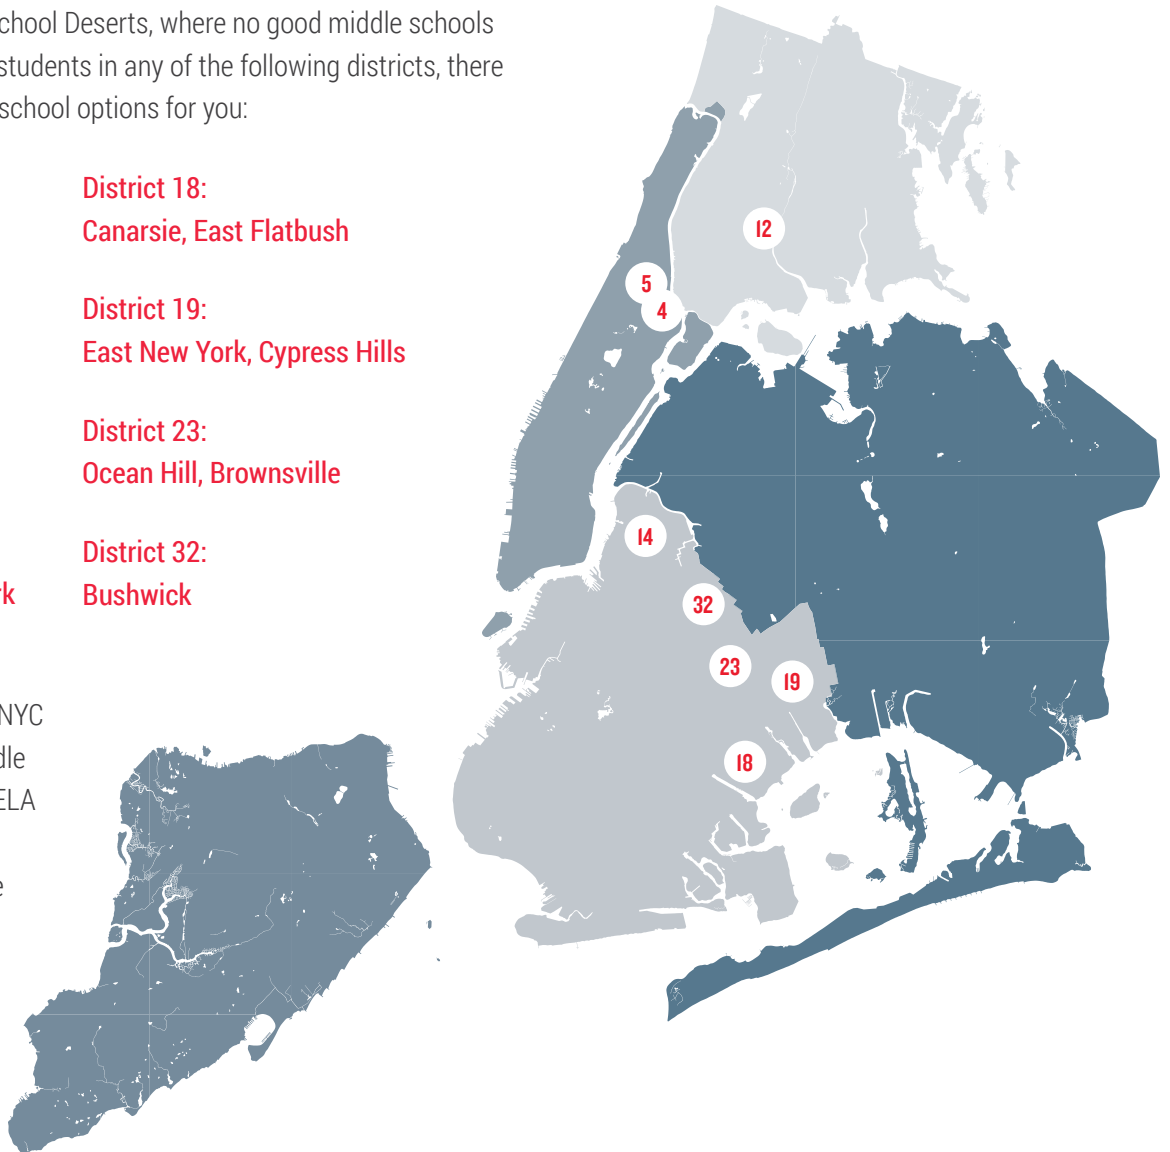 chool Deserts, where no good middle schools
students in any of the following districts, there
school options for you:
District 18:
Canarsie, East Flatbush
District 19:
East New York, Cypress Hills
District 23:
Ocean Hill, Brownsville
District 32:
rk
Bushwick
NYC
dle
ELA
e
12
5
4
14
32
23
19
18